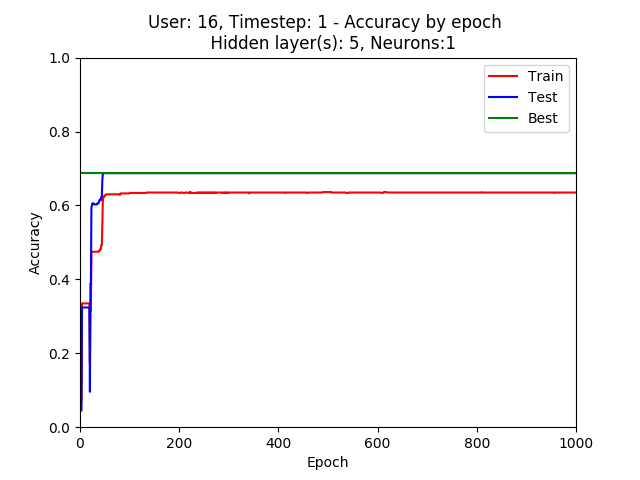 User: 16, Timestep: 1 - Accuracy by epoch
Hidden layer(s): 5, Neurons:1
1.0
0.8
0.6
0.4
0.2
0.0
Accuracy
Train
Test
Best
0 200 400 600 800 1000
Epoch